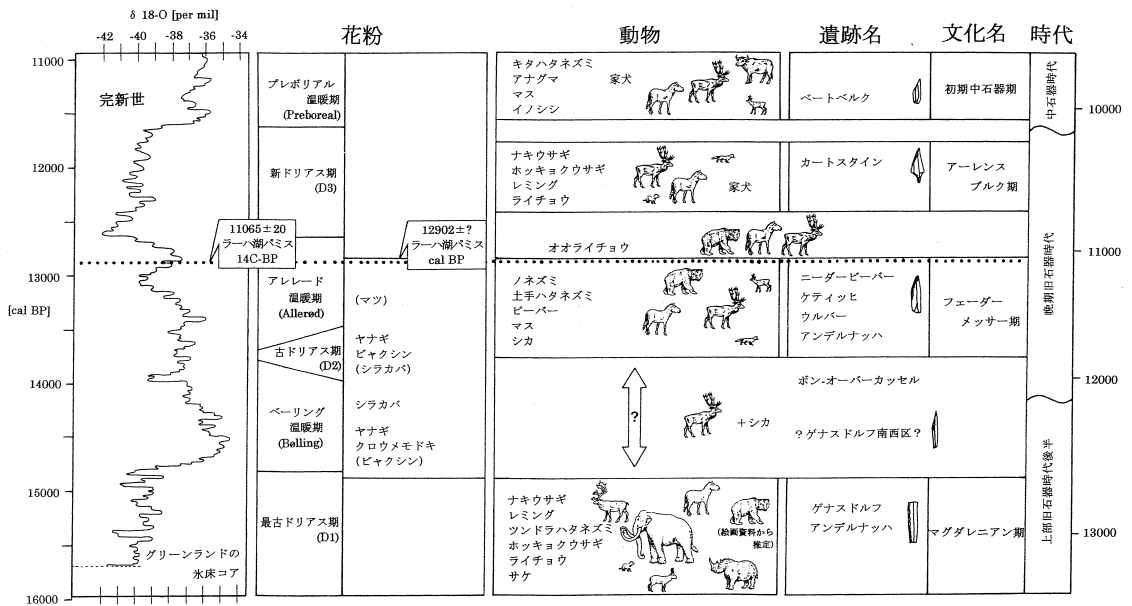 δ 18-O [per mil]
-42 -40 -38 -36 -34
花粉
動物
遺跡名
文化名
時代
11000
12000
13000
[cal BP]
14000
15000
16000
完新世
グリーンランドの
氷床コア
プレボリアル
温暖期
(Preboreal)
新ドリアス期
(D3)
11065±20
ラーハ湖パミス
14C-BP
12902±?
ラーハ湖パミス
cal BP
アレレード
温暖期
(Allerød)
(マツ)
古ドリアス期
(D2)
ヤナギ
ビャクシン
(シラカバ)
ベーリング
温暖期
(Bølling)
シラカバ
ヤナギ
クロウメモドキ
(ビャクシン)
最古ドリアス期
(D1)
キタハタネズミ
アナグマ
マス
イノシシ
家犬
ナキウサギ
ホッキョクウサギ
レミング
ライチョウ
家犬
オオライチョウ
ノネズミ
土手ハタネズミ
ビーバー
マス
シカ
?
+シカ
ナキウサギ
レミング
ツンドラハタネズミ
ホッキョクウサギ
ライチョウ
サケ
(絵画資料から
推定)
ベートベルク
カートスタイン
ニーダービーバー
ケティッヒ
ウルバー
アンデルナッハ
ボン-オーバーカッセル
?ゲナスドルフ南西区?
ゲナスドルフ
アンデルナッハ
初期中石器期
アーレンス
ブルク期
フェーダー
メッサー期
マグダレニアン期
中石器時代
晩期旧石器時代
上部旧石器時代後半
10000
11000
12000
13000